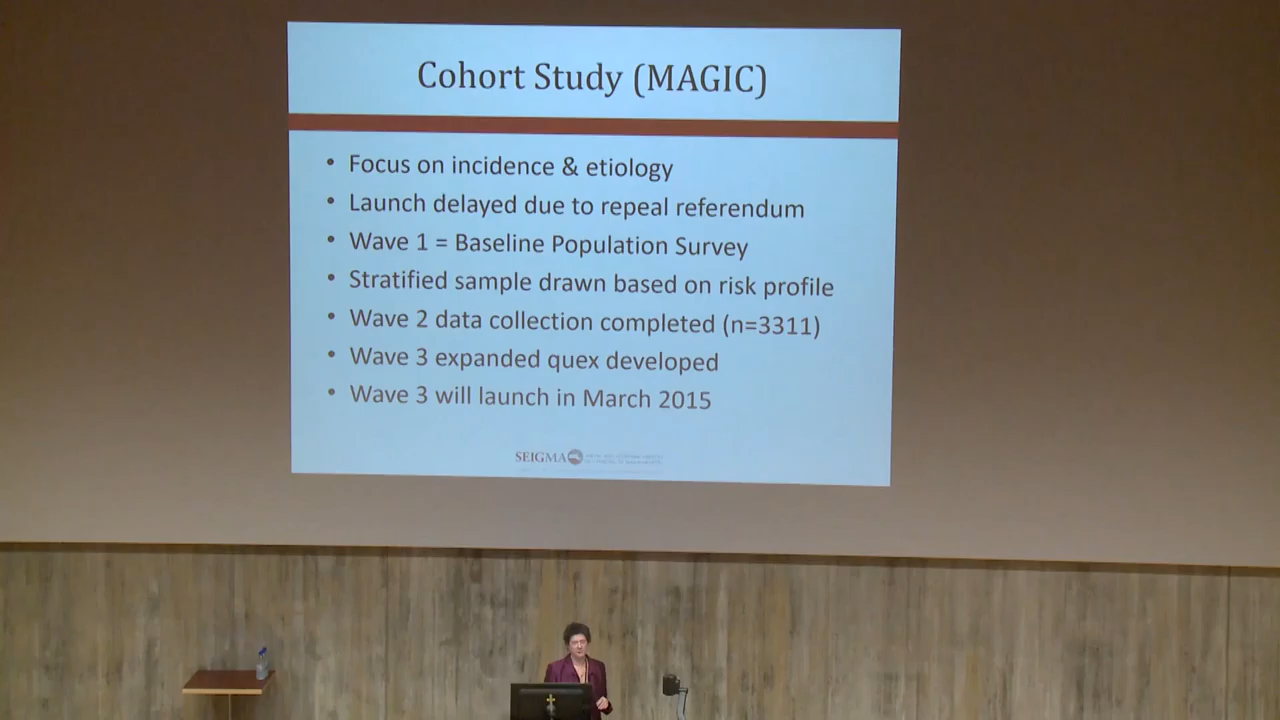 Cohort Study (MAGIC)
• Focus on incidence & etiology
• Launch delayed due to repeal referendum
• Wave 1 = Baseline Population Survey
• Stratified sample drawn based on risk profile
• Wave 2 data collection completed (n=3311)
• Wave 3 expanded quex developed
• Wave 3 will launch in March 2015
SEIGMA